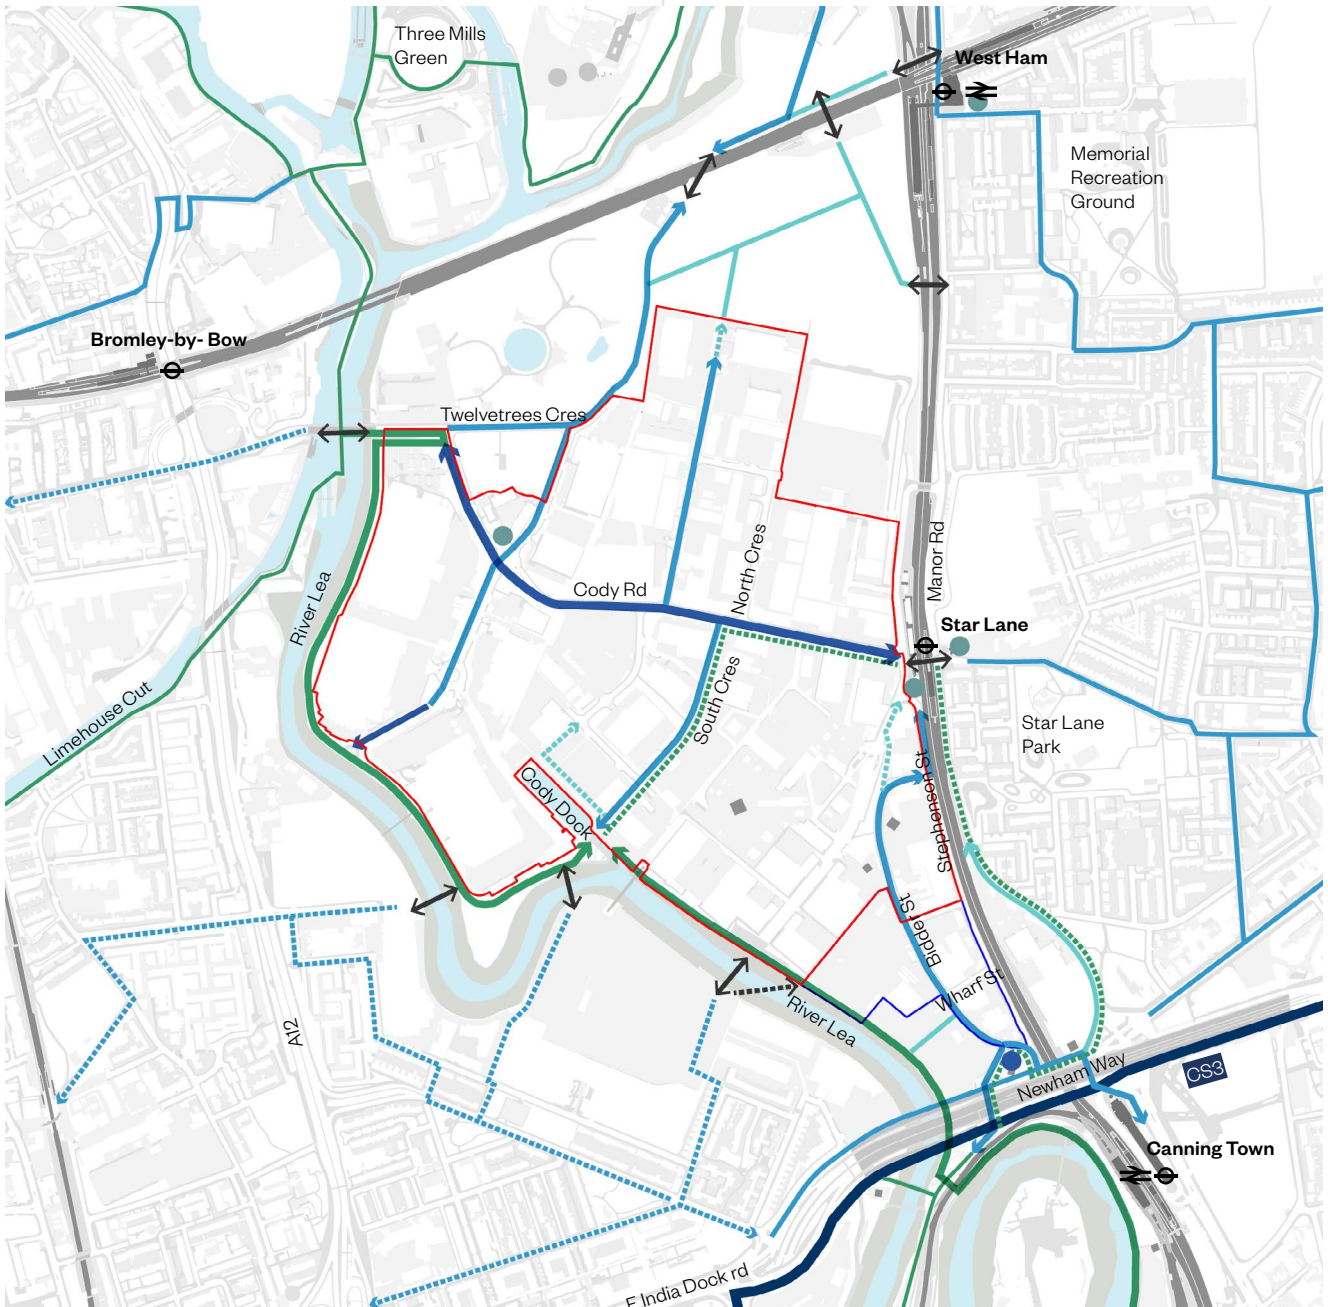 Three Mills
Green
West Ham
Memorial
Recreation
Ground
Bromley-by- Bow
Twelvetrees Cres
North Cres
Manor Rd
River Lea
Cody Rd
Star Lane
South Cres
Limehouse Cut
Star Lane
Park
Stephenson St
Cody Dock
Bidder St
Wharf St
River Lea
A12
Newham Way
CS3
Canning Town
E India Dock rd